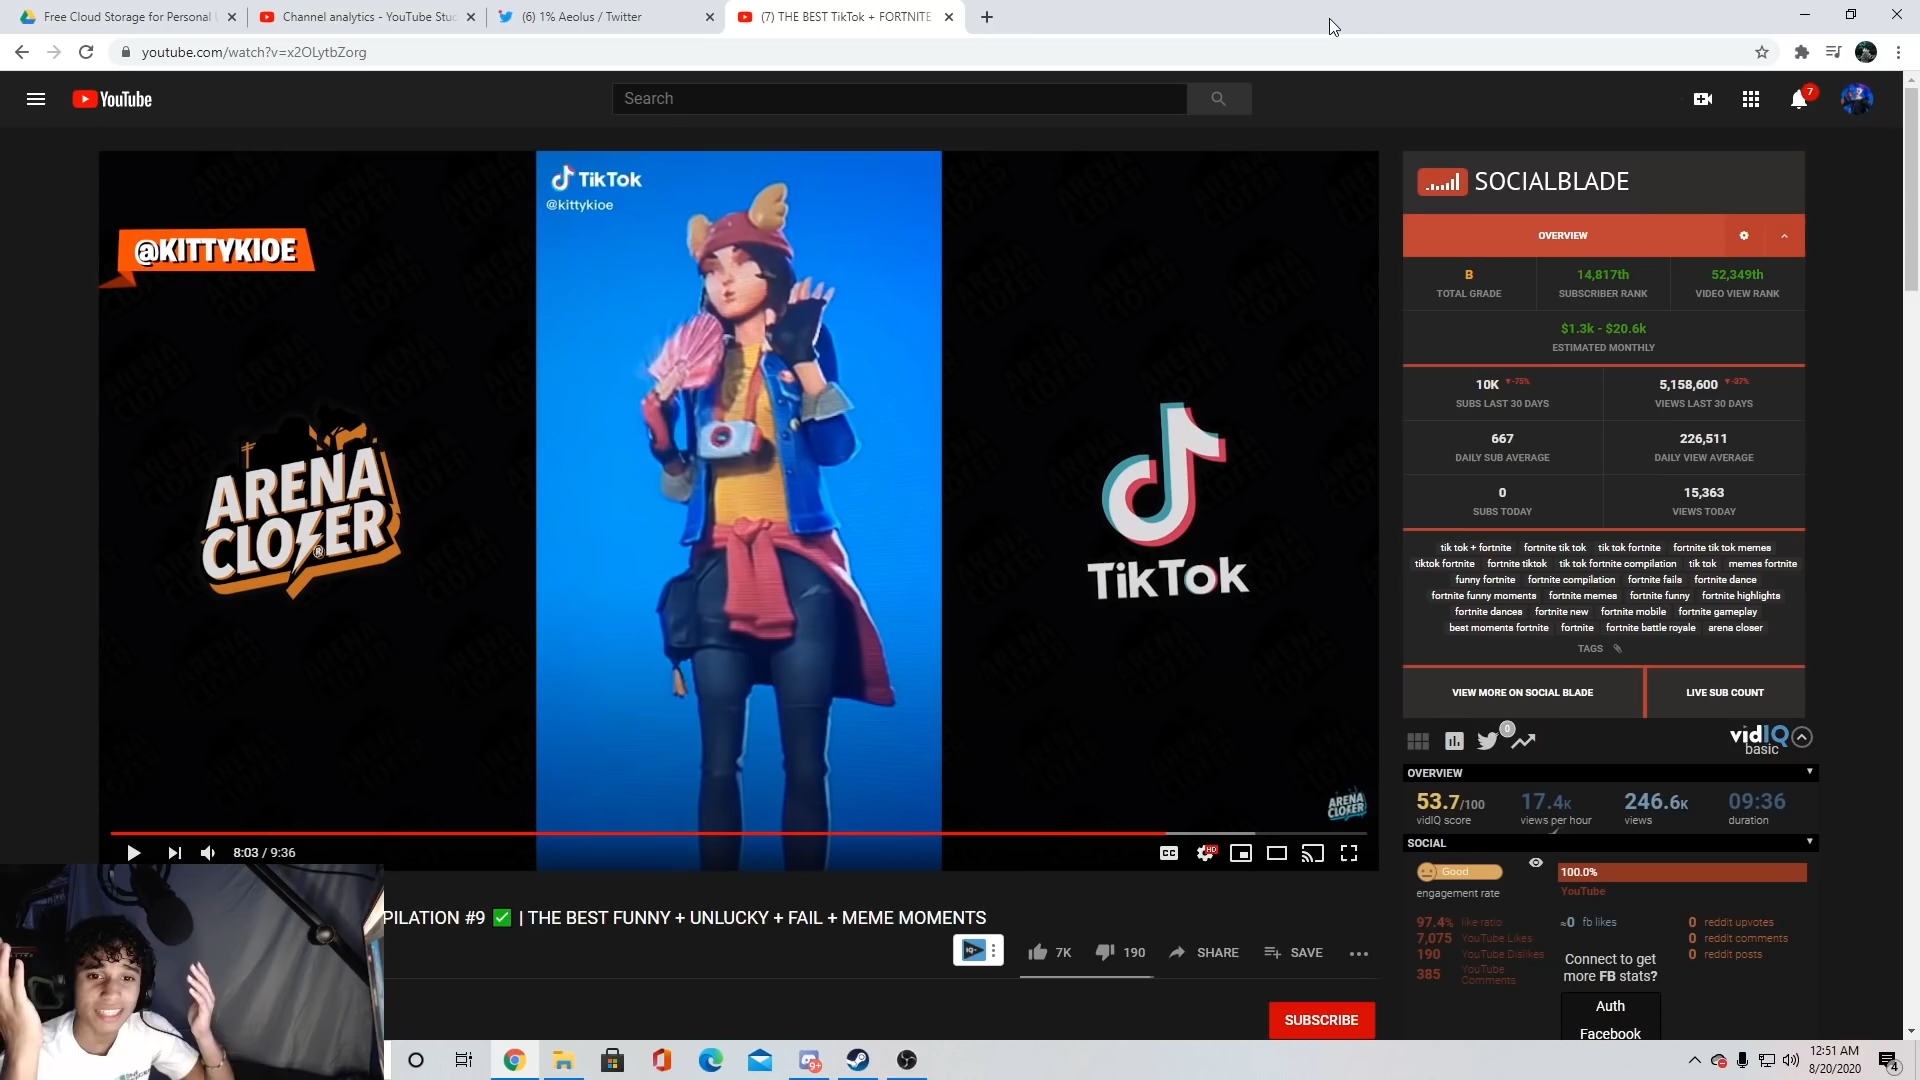 Free Cloud Storage for Personal
Channel analytics - YouTube Stud
(6) 1% Aeolus / Twitter
(7) THE BEST TikTok + FORTNITE
youtube.com/watch?v=x2OLytbZorg
YouTube
Search
7
TikTok
@kittykioe
@KITTYKIOE
ARENA
CLOSER
TikTok
ARENA
CLOSER
8:03 / 9:36
CC
HD
SOCIALBLADE
OVERVIEW
B
TOTAL GRADE
14,817th
SUBSCRIBER RANK
52,349th
VIDEO VIEW RANK
$1.3k - $20.6k
ESTIMATED MONTHLY
10K -75%
SUBS LAST 30 DAYS
5,158,600 -37%
VIEWS LAST 30 DAYS
667
DAILY SUB AVERAGE
226,511
DAILY VIEW AVERAGE
0
SUBS TODAY
15,363
VIEWS TODAY
tik tok + fortnite fortnite tik tok tik tok fortnite fortnite tik tok memes
tiktok fortnite fortnite tiktok tik tok fortnite compilation tik tok memes fortnite
funny fortnite fortnite compilation fortnite fails fortnite dance
fortnite funny moments fortnite memes fortnite funny fortnite highlights
fortnite dances fortnite new fortnite mobile fortnite gameplay
best moments fortnite fortnite fortnite battle royale arena closer
TAGS
VIEW MORE ON SOCIAL BLADE
LIVE SUB COUNT
0
vidIQ
basic
OVERVIEW
53.7/100
vidIQ score
17.4K
views per hour
246.6K
views
09:36
duration
SOCIAL
Good
engagement rate
100.0%
YouTube
97.4% like ratio
7,075 YouTube Likes
190 YouTube Dislikes
385 YouTube
Comments
≈0 fb likes
0 reddit upvotes
0 reddit comments
0 reddit posts
Connect to get
more FB stats?
Auth
Facebook
PILATION #9 ✅ | THE BEST FUNNY + UNLUCKY + FAIL + MEME MOMENTS
7K
190
SHARE
SAVE
SUBSCRIBE
9+
12:51 AM
8/20/2020
4